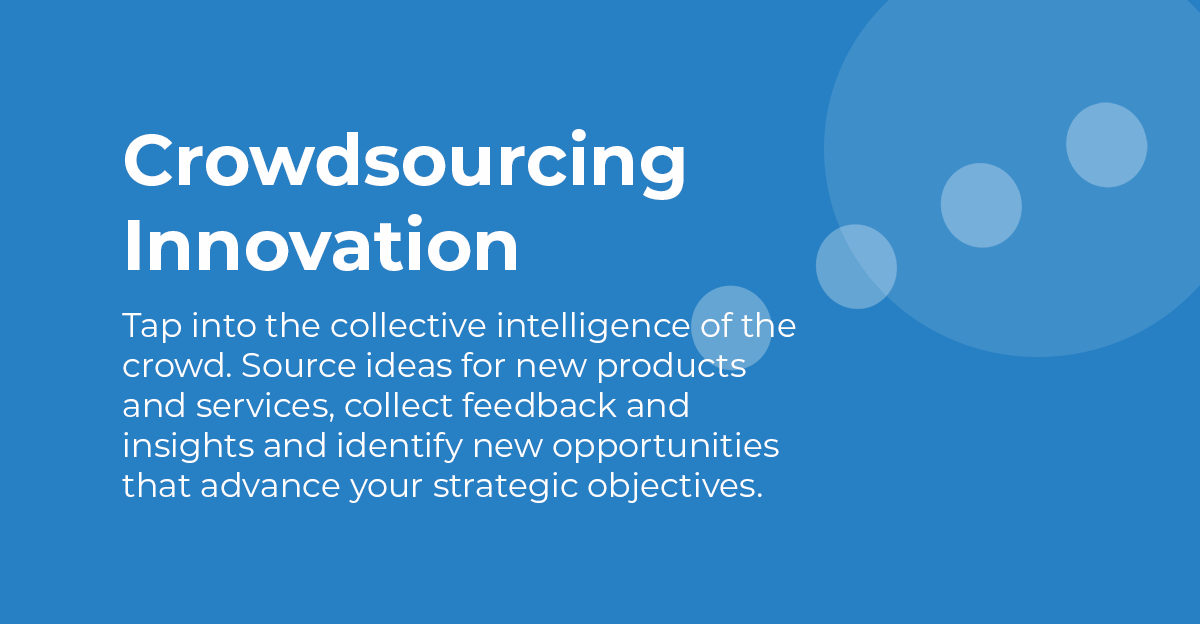 Crowdsourcing
Innovation
Tap into the collective intelligence of the
crowd. Source ideas for new products
and services, collect feedback and
insights and identify new opportunities
that advance your strategic objectives.